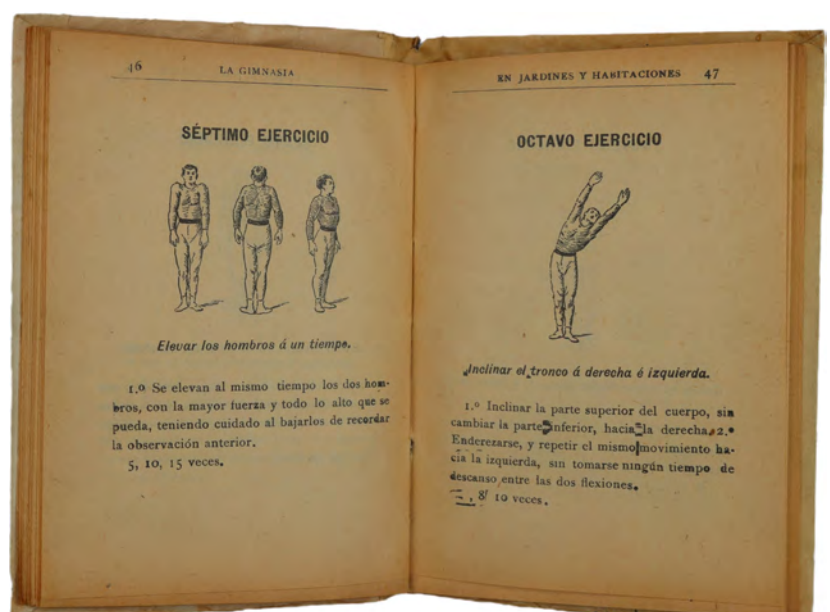 46
LA GIMNASIA
SÉPTIMO EJERCICIO
Elevar los hombros á un tiempo.
1.º Se elevan al mismo tiempo los dos hom-
bros, con la mayor fuerza y todo lo alto que se
pueda, teniendo cuidado al bajarlos de recordar
la observación anterior.
5, 10, 15 veces.
EN JARDINES Y HABITACIONES 47
OCTAVO EJERCICIO
Inclinar el tronco á derecha é izquierda.
1.º Inclinar la parte superior del cuerpo, sin
cambiar la parte inferior, hacia la derecha. 2.º
Enderezarse, y repetir el mismo movimiento ha-
cia la izquierda, sin tomarse ningún tiempo de
descanso entre las dos flexiones.
, 8, 10 veces.